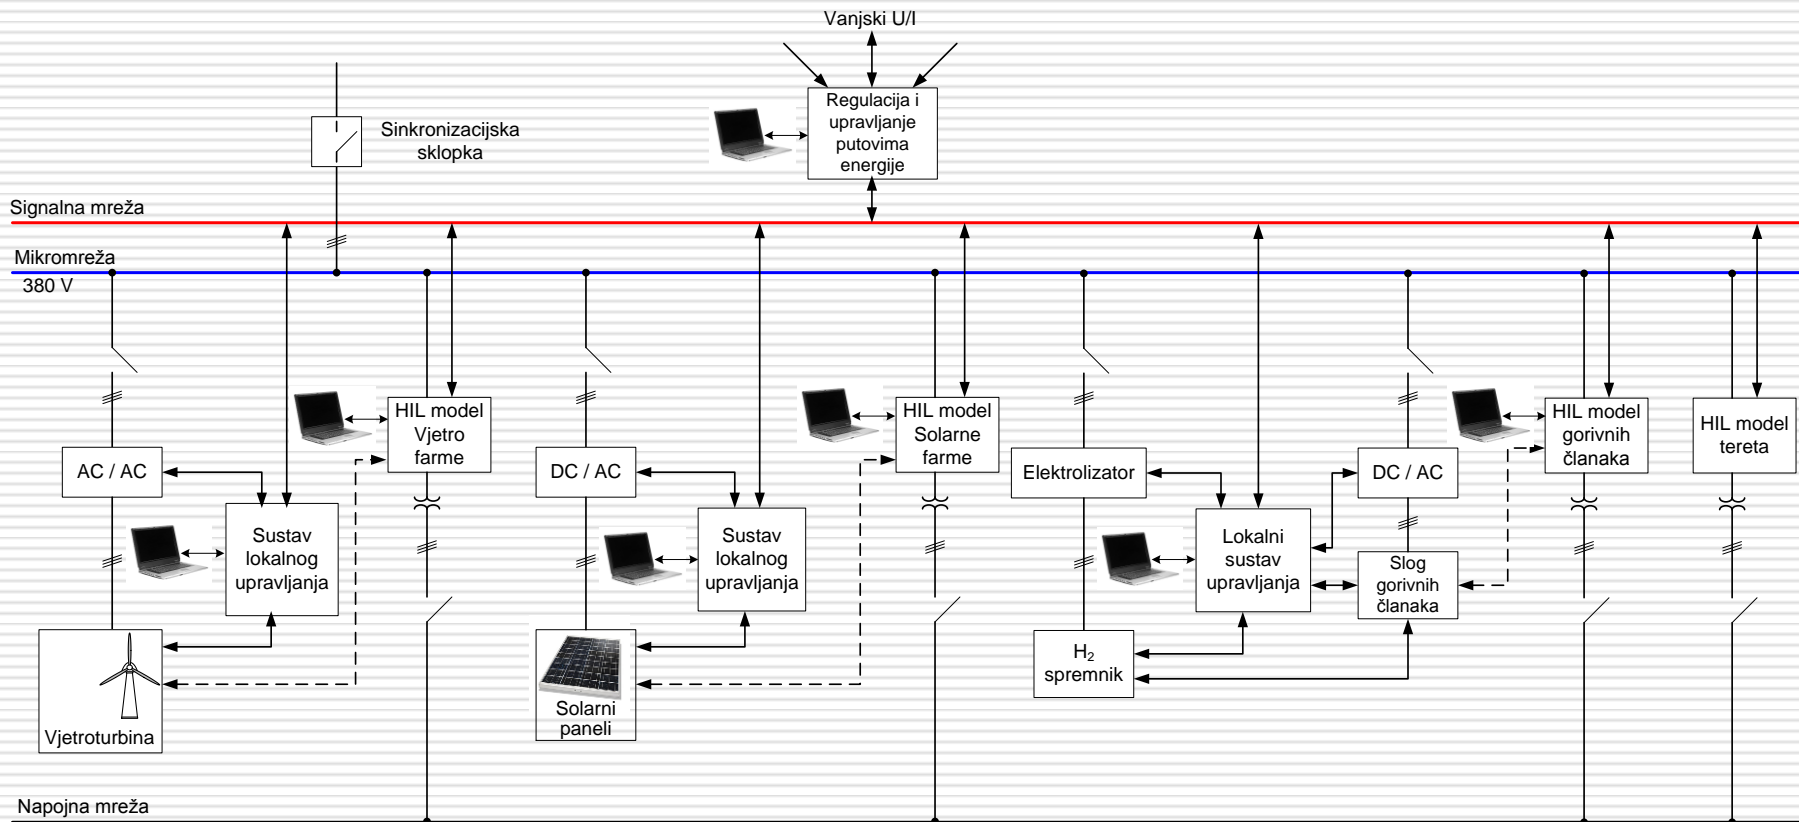 Vanjski U/I
Regulacija i
upravljanje
putovima
energije
Sinkronizacijska
sklopka
Signalna mreža
Mikromreža
380 V
HIL model
Vjetro
farme
HIL model
Solarne
farme
HIL model
gorivnih
članaka
HIL model
tereta
AC / AC
DC / AC
Elektrolizator
DC / AC
Sustav
lokalnog
upravljanja
Sustav
lokalnog
upravljanja
Lokalni
sustav
upravljanja
Slog
gorivnih
članaka
H₂
spremnik
Vjetroturbina
Solarni
paneli
Napojna mreža